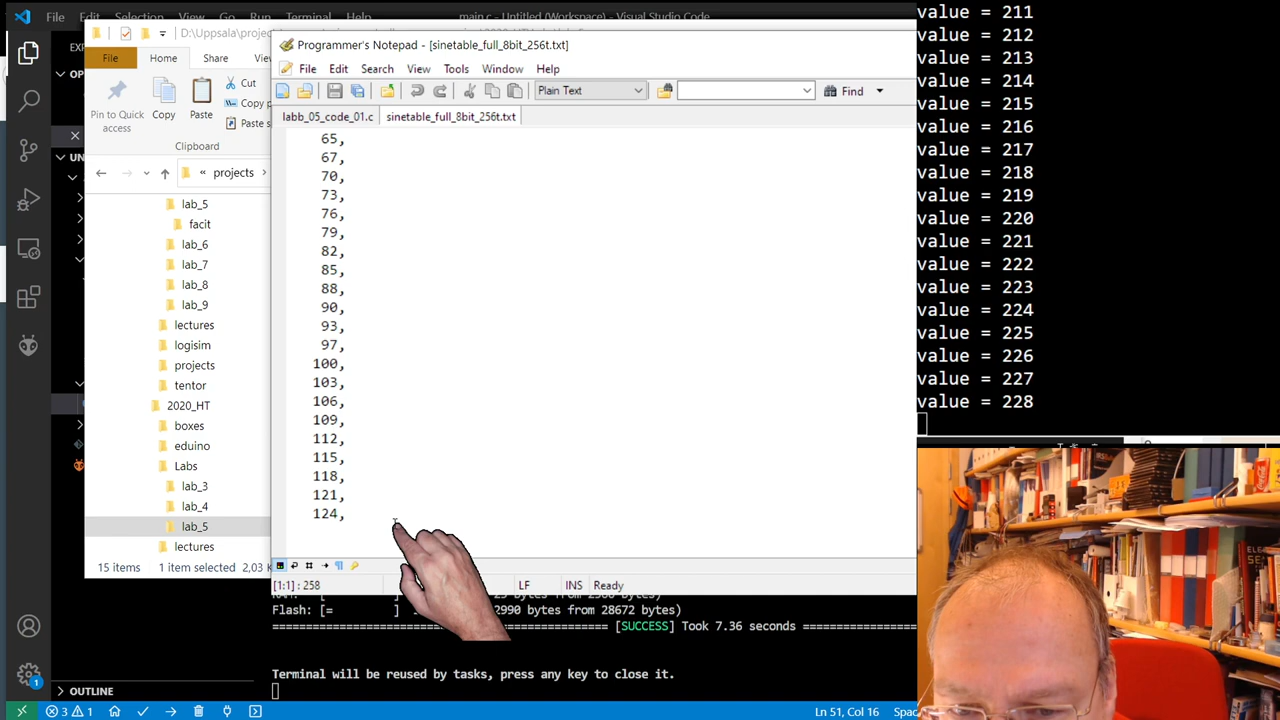 File Edit Selection View Go Run Terminal Help main.c - Untitled (Workspace) - Visual Studio Code
D:\Uppsala\
File Home Share
Cut
Pin to Quick access
Copy
Paste
Clipboard
« projects
lab_5
facit
lab_6
lab_7
lab_8
lab_9
lectures
logisim
projects
tentor
2020_HT
boxes
eduino
Labs
lab_3
lab_4
lab_5
lectures
15 items 1 item selected 2,03
Programmer's Notepad - [sinetable_full_8bit_256t.txt]
File Edit Search View Tools Window Help
Plain Text Find
labb_05_code_01.c sinetable_full_8bit_256t.txt
65,
67,
70,
73,
76,
79,
82,
85,
88,
90,
93,
97,
100,
103,
106,
109,
112,
115,
118,
121,
124,
[1:1] : 258 LF INS Ready
Flash: [= ] 2990 bytes from 28672 bytes)
[SUCCESS] Took 7.36 seconds
Terminal will be reused by tasks, press any key to close it.
OUTLINE
1
3 1 Ln 51, Col 16 Spac
value = 211
value = 212
value = 213
value = 214
value = 215
value = 216
value = 217
value = 218
value = 219
value = 220
value = 221
value = 222
value = 223
value = 224
value = 225
value = 226
value = 227
value = 228